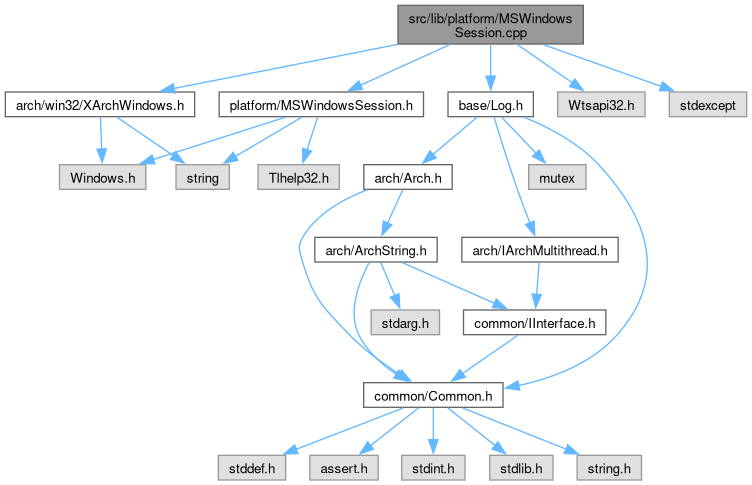 src/lib/platform/MSWindows
Session.cpp
arch/win32/XArchWindows.h
platform/MSWindowsSession.h
base/Log.h
Wtsapi32.h
stdexcept
Windows.h
string
Tlhelp32.h
arch/Arch.h
mutex
arch/ArchString.h
arch/IArchMultithread.h
stdarg.h
common/IInterface.h
common/Common.h
stddef.h
assert.h
stdint.h
stdlib.h
string.h